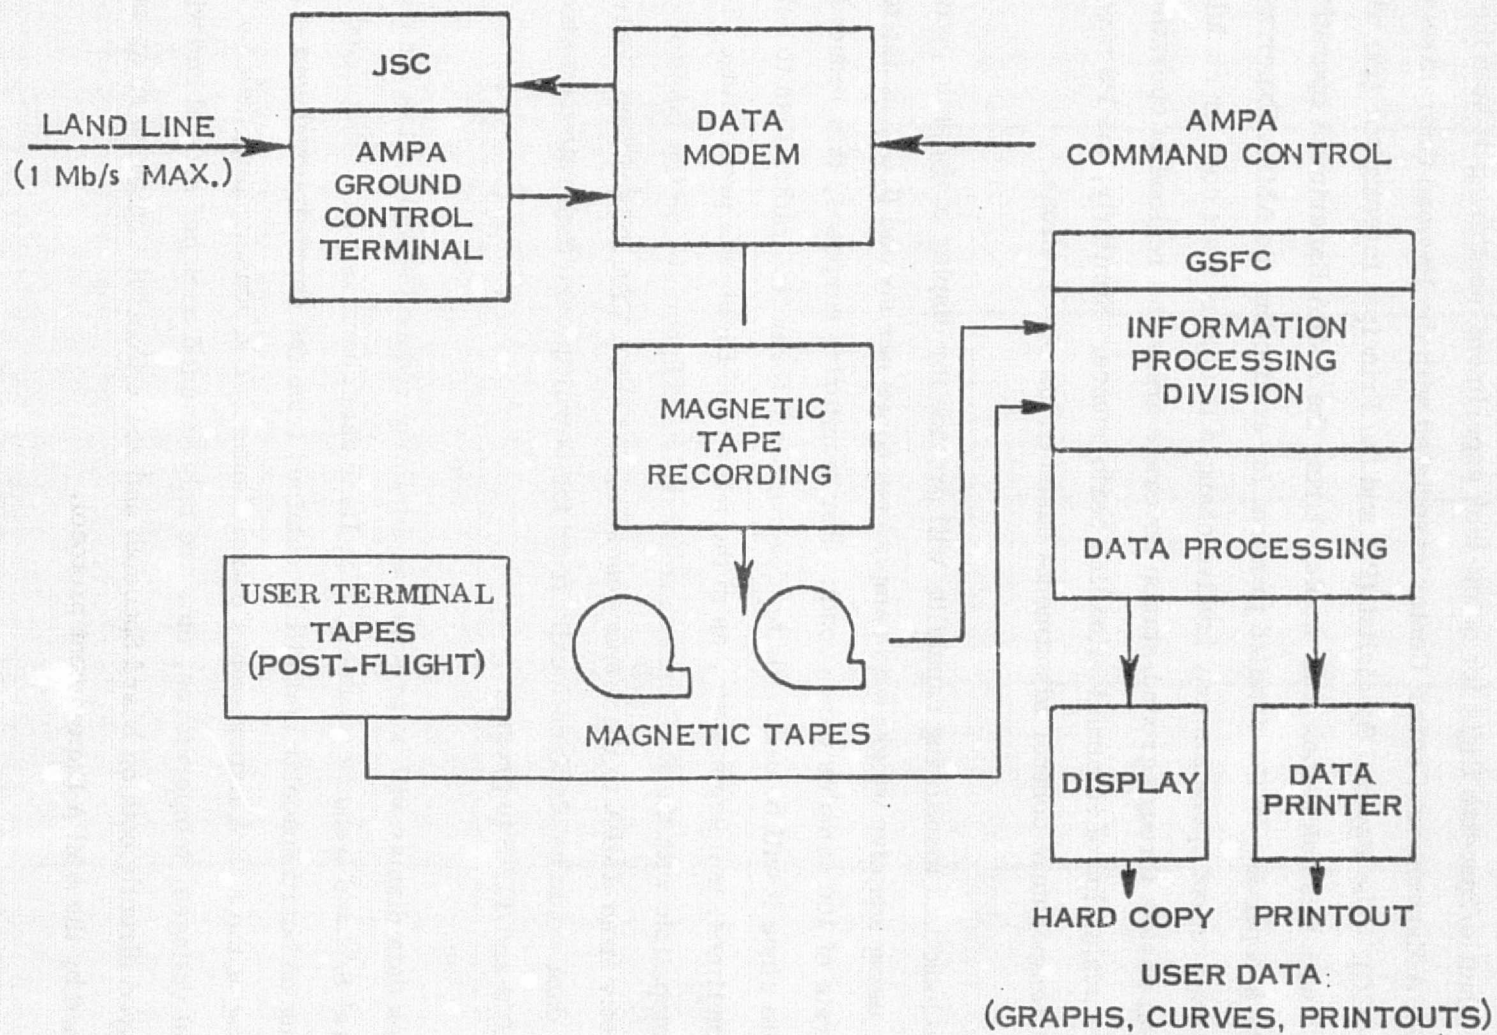 JSC
LAND LINE
(1 Mb/s MAX.)
AMPA
GROUND
CONTROL
TERMINAL
DATA
MODEM
AMPA
COMMAND CONTROL
GSFC
INFORMATION
PROCESSING
DIVISION
MAGNETIC
TAPE
RECORDING
DATA PROCESSING
USER TERMINAL
TAPES
(POST-FLIGHT)
MAGNETIC TAPES
DISPLAY
DATA
PRINTER
HARD COPY
PRINTOUT
USER DATA:
(GRAPHS, CURVES, PRINTOUTS)